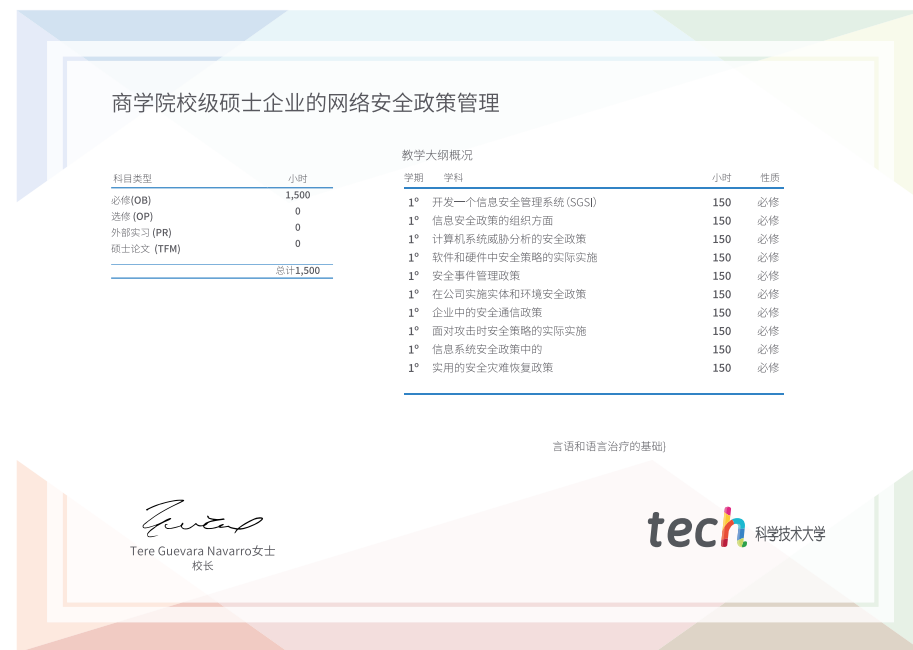 商学院校级硕士企业的网络安全政策管理
科目类型 小时
必修(OB) 1,500
选修 (OP) 0
外部实习 (PR) 0
硕士论文 (TFM) 0
总计1,500
教学大纲概况
学期 学科 小时 性质
1º 开发一个信息安全管理系统 (SGSI) 150 必修
1º 信息安全政策的组织方面 150 必修
1º 计算机系统威胁分析的安全政策 150 必修
1º 软件和硬件中安全策略的实际实施 150 必修
1º 安全事件管理政策 150 必修
1º 在公司实施实体和环境安全政策 150 必修
1º 企业中的安全通信政策 150 必修
1º 面对攻击时安全策略的实际实施 150 必修
1º 信息系统安全政策中的 150 必修
1º 实用的安全灾难恢复政策 150 必修
言语和语言治疗的基础}
Tere Guevara Navarro女士
校长
tech 科学技术大学